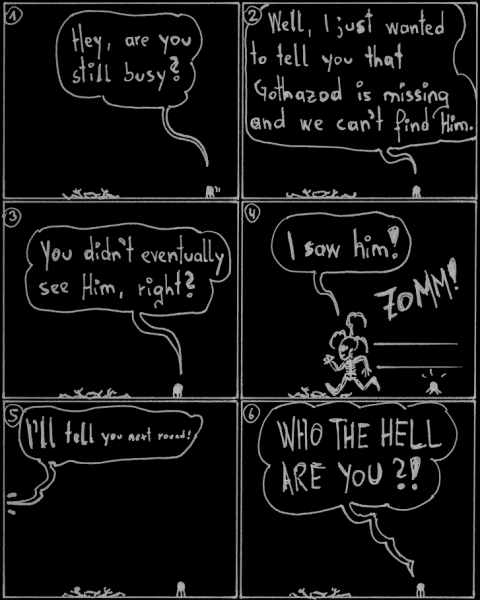 1
Hey, are you
still busy?
2
Well, I just wanted
to tell you that
Gothazod is missing
and we can't find Him.
3
You didn't eventually
see Him, right?
4
I saw him!
ZOMM!
5
I'll tell you next round!
6
WHO THE HELL
ARE YOU?!